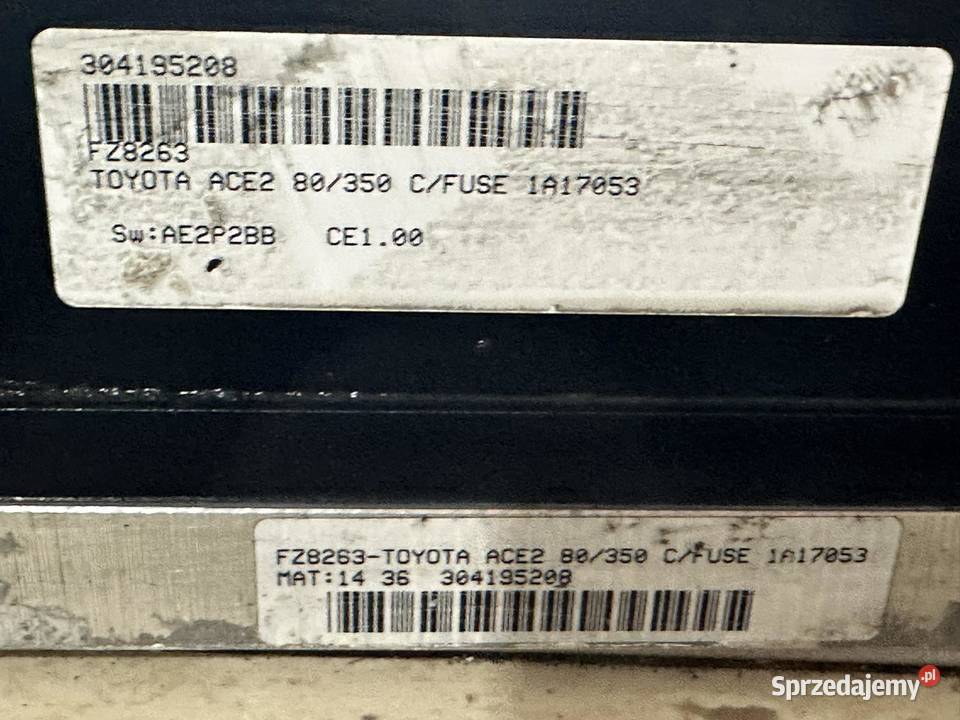 304195208
FZ8263
TOYOTA ACE2 80/350 C/FUSE 1A17053
Sw:AE2P2BB CE1.00
FZ8263-TOYOTA ACE2 80/350 C/FUSE 1A17053
MAT:14 36 304195208
Sprzedajemy.pl